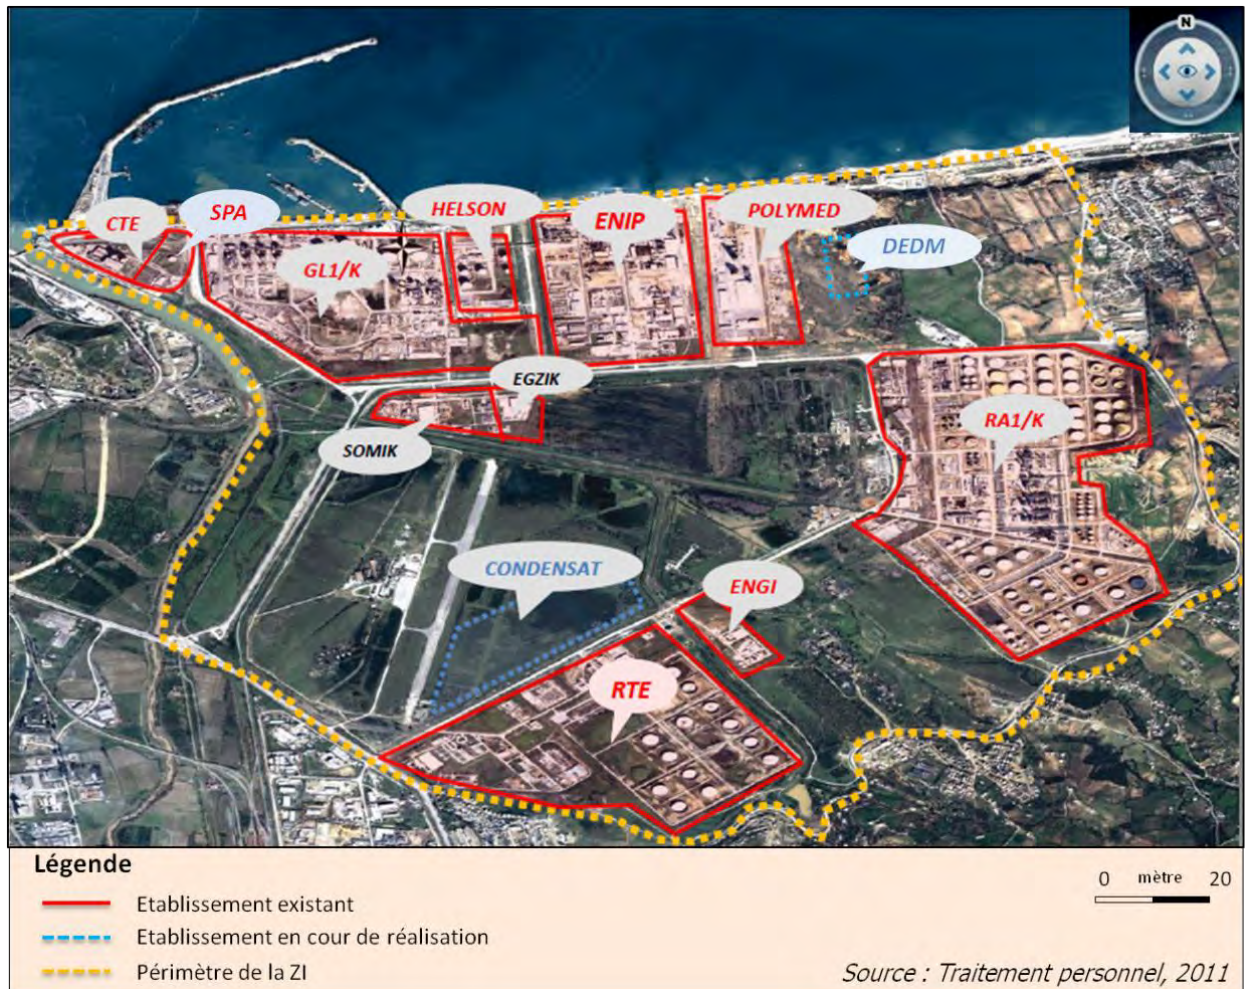 N
CTE
SPA
HELSON
ENIP
POLYMED
DEDM
GL1/K
EGZIK
SOMIK
RA1/K
CONDENSAT
ENGI
RTE
Légende
Etablissement existant
Etablissement en cour de réalisation
Périmètre de la ZI
0 mètre 20
Source : Traitement personnel, 2011